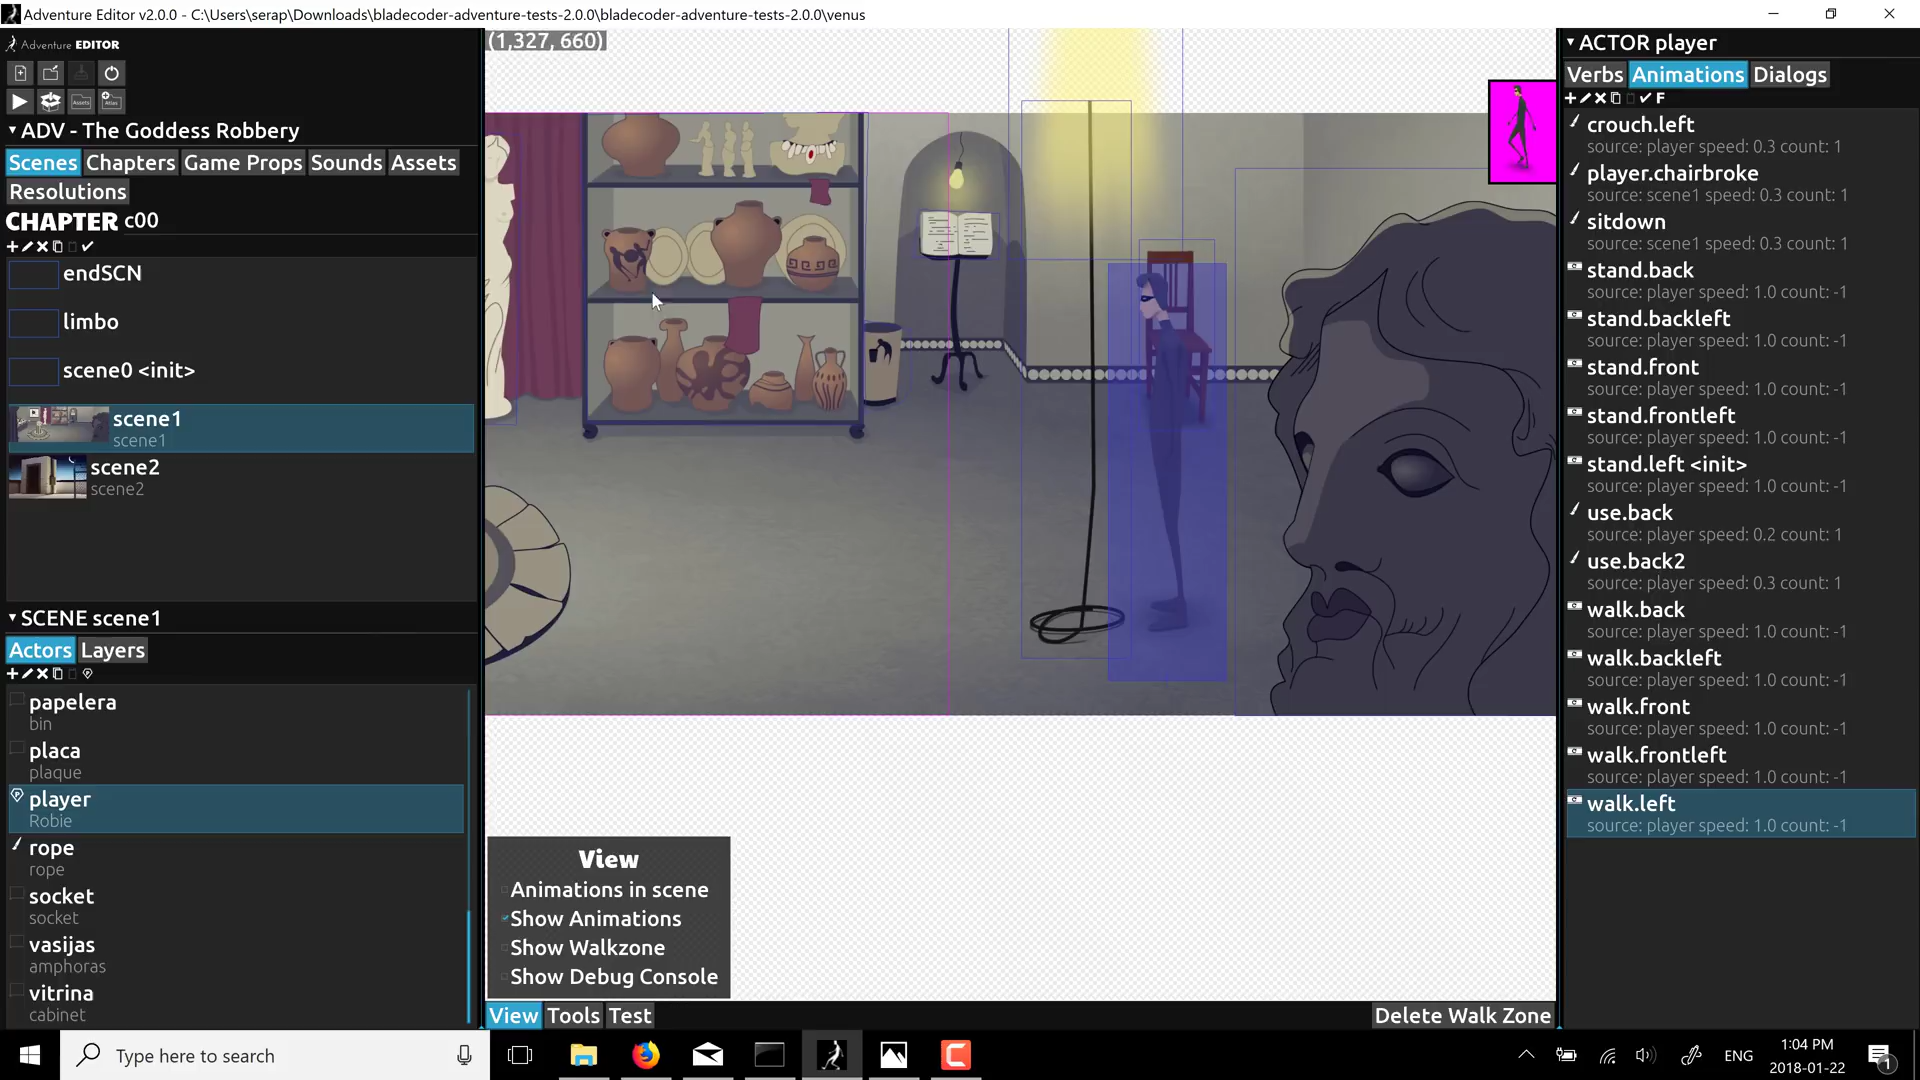 Adventure Editor v2.0.0 - C:\Users\serap\Downloads\bladecoder-adventure-tests-2.0.0\bladecoder-adventure-tests-2.0.0\venus
Adventure EDITOR
Assets
Atlas
ADV - The Goddess Robbery
Scenes Chapters Game Props Sounds Assets
Resolutions
CHAPTER c00
endSCN
limbo
scene0 <init>
scene1
scene1
scene2
scene2
SCENE scene1
Actors Layers
papelera
bin
placa
plaque
player
Robie
rope
rope
socket
socket
vasijas
amphoras
vitrina
cabinet
(1,327, 660)
View
Animations in scene
Show Animations
Show Walkzone
Show Debug Console
View Tools Test
Delete Walk Zone
ACTOR player
Verbs Animations Dialogs
F
crouch.left
source: player speed: 0.3 count: 1
player.chairbroke
source: scene1 speed: 0.3 count: 1
sitdown
source: scene1 speed: 0.3 count: 1
stand.back
source: player speed: 1.0 count: -1
stand.backleft
source: player speed: 1.0 count: -1
stand.front
source: player speed: 1.0 count: -1
stand.frontleft
source: player speed: 1.0 count: -1
stand.left <init>
source: player speed: 1.0 count: -1
use.back
source: player speed: 0.2 count: 1
use.back2
source: player speed: 0.3 count: 1
walk.back
source: player speed: 1.0 count: -1
walk.backleft
source: player speed: 1.0 count: -1
walk.front
source: player speed: 1.0 count: -1
walk.frontleft
source: player speed: 1.0 count: -1
walk.left
source: player speed: 1.0 count: -1
Type here to search
ENG
1:04 PM
2018-01-22
1